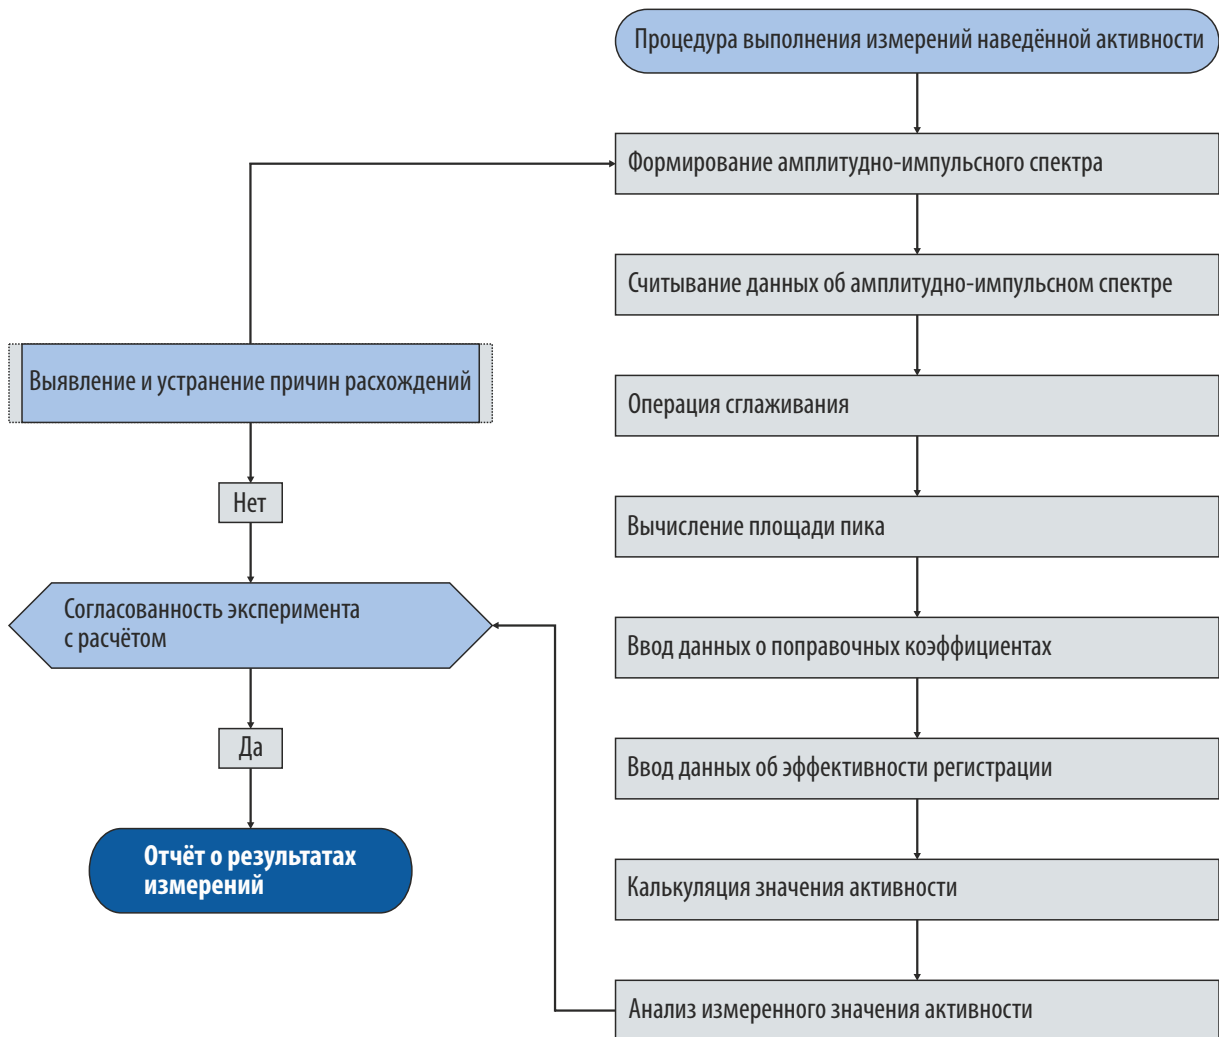 Процедура выполнения измерений наведённой активности
Формирование амплитудно-импульсного спектра
Считывание данных об амплитудно-импульсном спектре
Операция сглаживания
Вычисление площади пика
Ввод данных о поправочных коэффициентах
Ввод данных об эффективности регистрации
Калькуляция значения активности
Анализ измеренного значения активности
Выявление и устранение причин расхождений
Нет
Согласованность эксперимента
с расчётом
Да
Отчёт о результатах
измерений